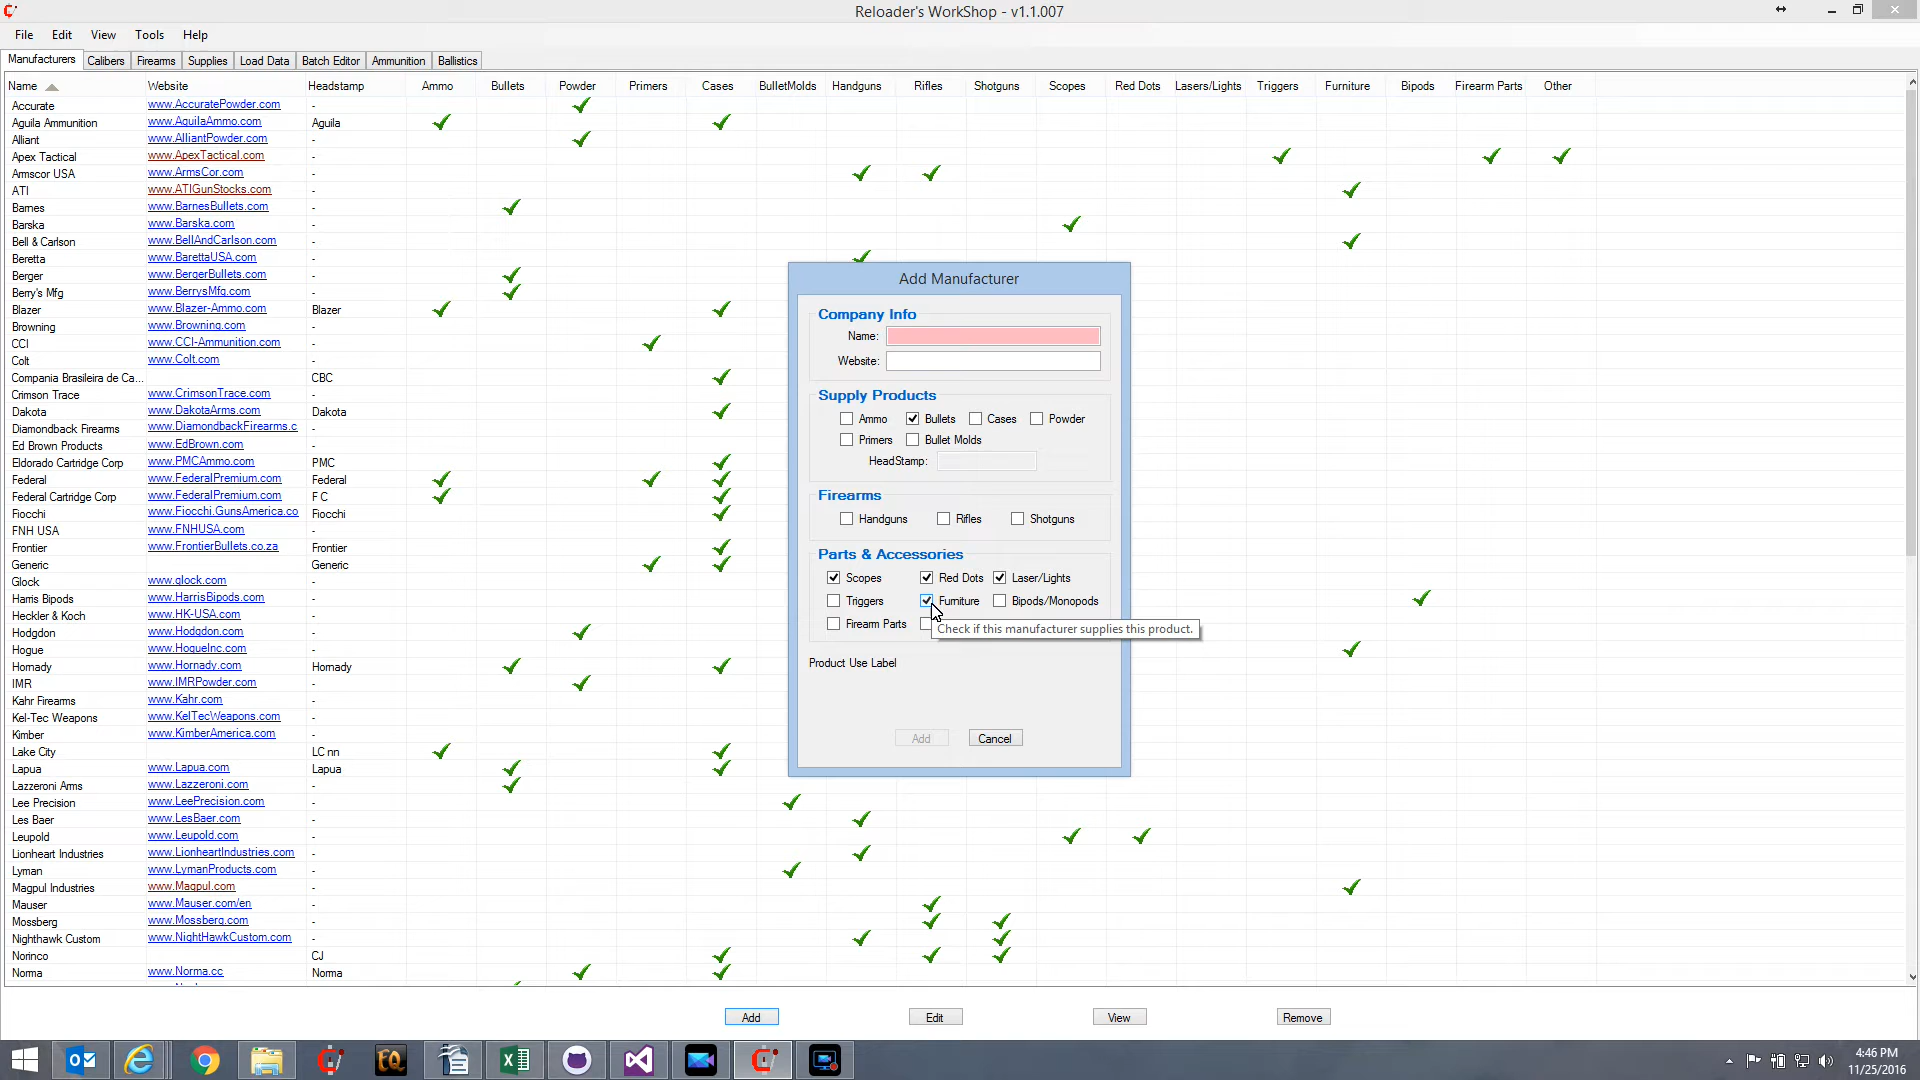 Reloader's WorkShop - v1.1.007
File Edit View Tools Help
Manufacturers Calibers Firearms Supplies Load Data Batch Editor Ammunition Ballistics
Name Website Headstamp Ammo Bullets Powder Primers Cases BulletMolds Handguns Rifles Shotguns Scopes Red Dots Lasers/Lights Triggers Furniture Bipods Firearm Parts Other
Accurate www.AccuratePowder.com -
Aguila Ammunition www.AguilaAmmo.com Aguila
Alliant www.AlliantPowder.com -
Apex Tactical www.ApexTactical.com -
Armscor USA www.ArmsCor.com -
ATI www.ATIGunStocks.com -
Barnes www.BarnesBullets.com -
Barska www.Barska.com -
Bell & Carlson www.BellAndCarlson.com -
Beretta www.BarettaUSA.com -
Berger www.BergerBullets.com -
Berry's Mfg www.BerrysMfg.com -
Blazer www.Blazer-Ammo.com Blazer
Browning www.Browning.com -
CCI www.CCI-Ammunition.com -
Colt www.Colt.com -
Compania Brasileira de Ca... CBC
Crimson Trace www.CrimsonTrace.com -
Dakota www.DakotaArms.com Dakota
Diamondback Firearms www.DiamondbackFirearms.c -
Ed Brown Products www.EdBrown.com -
Eldorado Cartridge Corp www.PMCAmmo.com PMC
Federal www.FederalPremium.com Federal
Federal Cartridge Corp www.FederalPremium.com F C
Fiocchi www.Fiocchi.GunsAmerica.co Fiocchi
FNH USA www.FNHUSA.com -
Frontier www.FrontierBullets.co.za Frontier
Generic Generic
Glock www.glock.com -
Harris Bipods www.HarrisBipods.com -
Heckler & Koch www.HK-USA.com -
Hodgdon www.Hodgdon.com -
Hogue www.HogueInc.com -
Hornady www.Hornady.com Hornady
IMR www.IMRPowder.com -
Kahr Firearms www.Kahr.com -
Kel-Tec Weapons www.KelTecWeapons.com -
Kimber www.KimberAmerica.com -
Lake City LC nn
Lapua www.Lapua.com Lapua
Lazzeroni Arms www.Lazzeroni.com -
Lee Precision www.LeePrecision.com -
Les Baer www.LesBaer.com -
Leupold www.Leupold.com -
Lionheart Industries www.LionheartIndustries.com -
Lyman www.LymanProducts.com -
Magpul Industries www.Magpul.com -
Mauser www.Mauser.com/en -
Mossberg www.Mossberg.com -
Nighthawk Custom www.NightHawkCustom.com -
Norinco CJ
Norma www.Norma.cc Norma
Add Manufacturer
Company Info
Name:
Website:
Supply Products
Ammo Bullets Cases Powder
Primers Bullet Molds
HeadStamp:
Firearms
Handguns Rifles Shotguns
Parts & Accessories
Scopes Red Dots Laser/Lights
Triggers Furniture Bipods/Monopods
Firearm Parts
Check if this manufacturer supplies this product.
Product Use Label
Add Cancel
Add Edit View Remove
EQ
4:46 PM
11/25/2016